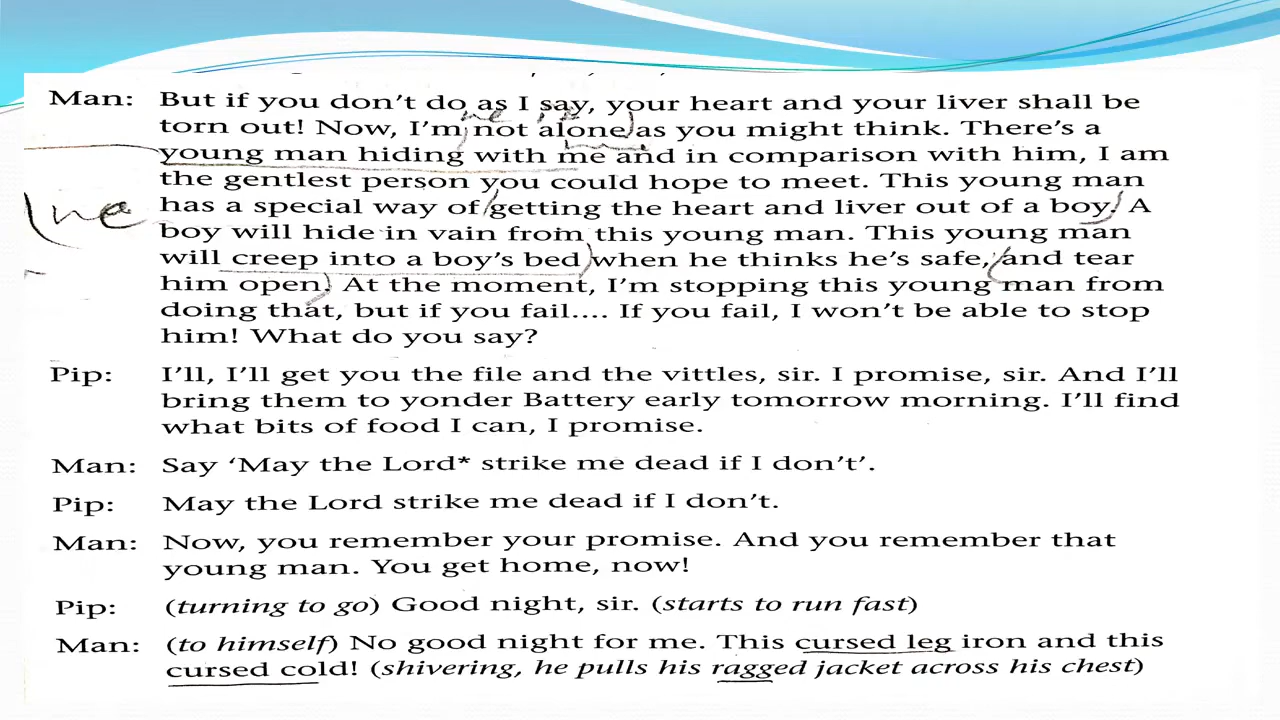 Man: But if you don't do as I say, your heart and your liver shall be
torn out! Now, I'm not alone as you might think. There's a
young man hiding with me and in comparison with him, I am
the gentlest person you could hope to meet. This young man
has a special way of getting the heart and liver out of a boy. A
boy will hide in vain from this young man. This young man
will creep into a boy's bed when he thinks he's safe, and tear
him open. At the moment, I'm stopping this young man from
doing that, but if you fail.... If you fail, I won't be able to stop
him! What do you say?
Pip: I'll, I'll get you the file and the vittles, sir. I promise, sir. And I'll
bring them to yonder Battery early tomorrow morning. I'll find
what bits of food I can, I promise.
Man: Say 'May the Lord* strike me dead if I don't'.
Pip: May the Lord strike me dead if I don't.
Man: Now, you remember your promise. And you remember that
young man. You get home, now!
Pip: (turning to go) Good night, sir. (starts to run fast)
Man: (to himself) No good night for me. This cursed leg iron and this
cursed cold! (shivering, he pulls his ragged jacket across his chest)